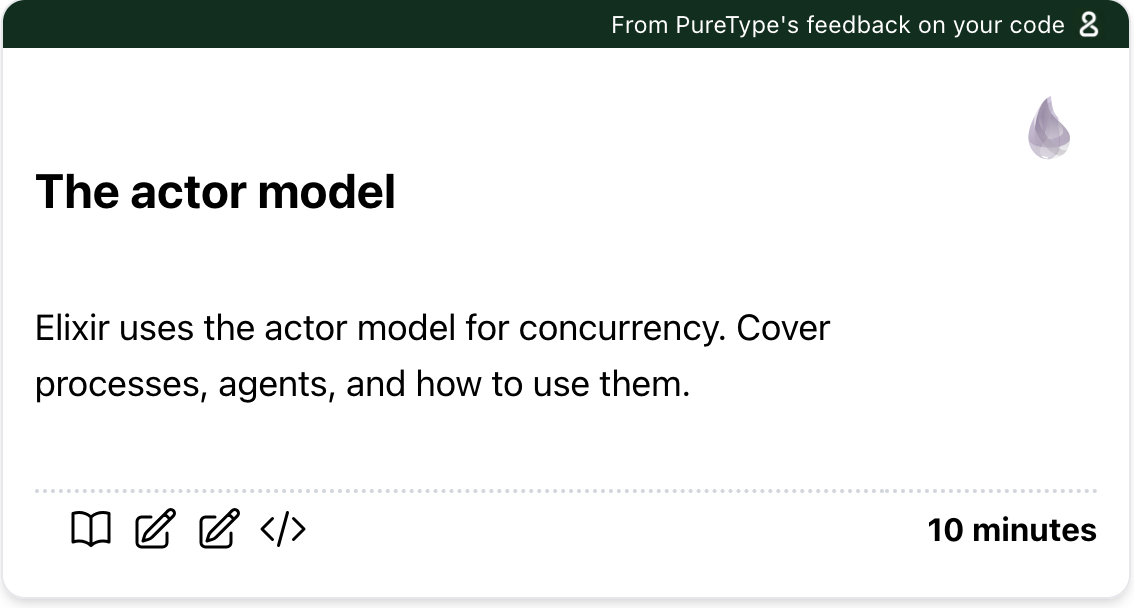 From PureType's feedback on your code
The actor model
Elixir uses the actor model for concurrency. Cover
processes, agents, and how to use them.
10 minutes